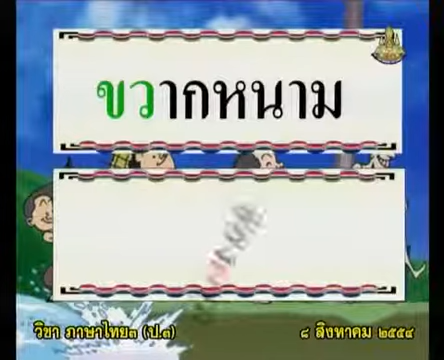 ขวากหนาม
วิชา ภาษาไทย๓ (ป.๓)
๘ สิงหาคม ๒๕๕๔